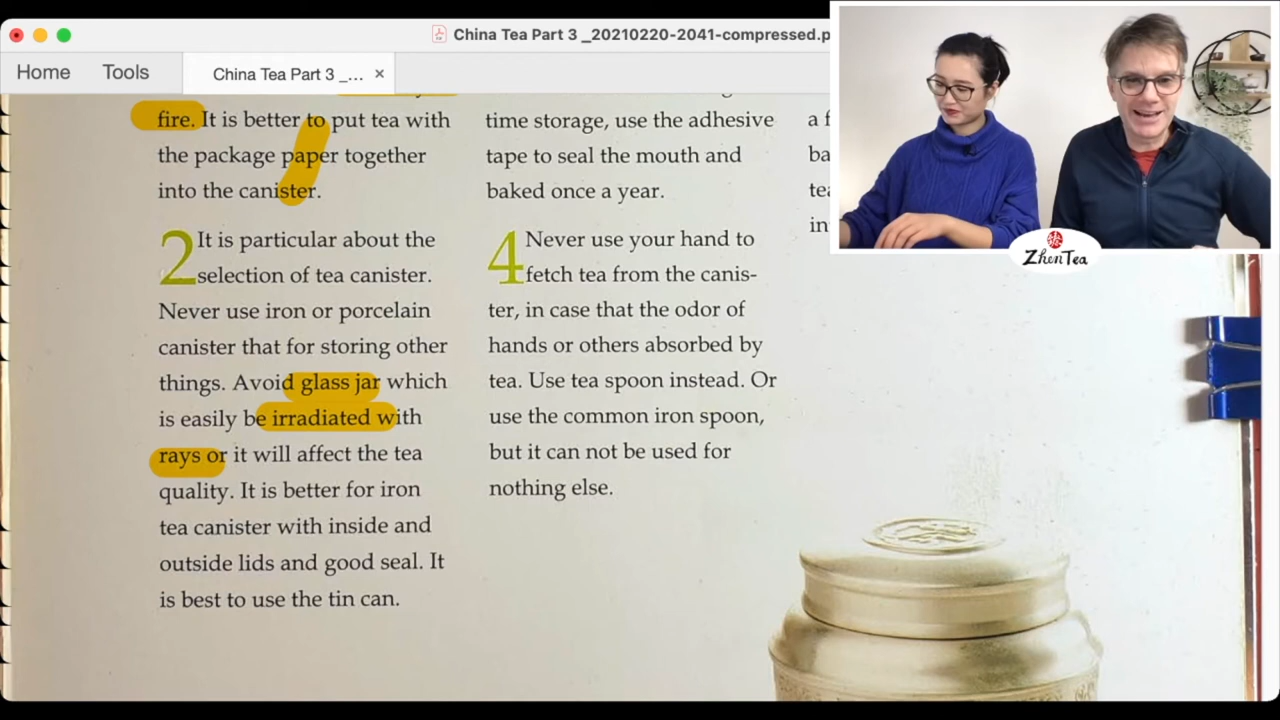 China Tea Part 3 _20210220-2041-compressed.p
Home
Tools
China Tea Part 3 _... ×
fire. It is better to put tea with
the package paper together
into the canister.
2 It is particular about the
selection of tea canister.
Never use iron or porcelain
canister that for storing other
things. Avoid glass jar which
is easily be irradiated with
rays or it will affect the tea
quality. It is better for iron
tea canister with inside and
outside lids and good seal. It
is best to use the tin can.
time storage, use the adhesive
tape to seal the mouth and
baked once a year.
4 Never use your hand to
fetch tea from the canis-
ter, in case that the odor of
hands or others absorbed by
tea. Use tea spoon instead. Or
use the common iron spoon,
but it can not be used for
nothing else.
a f
ba
tea
in
ZhenTea